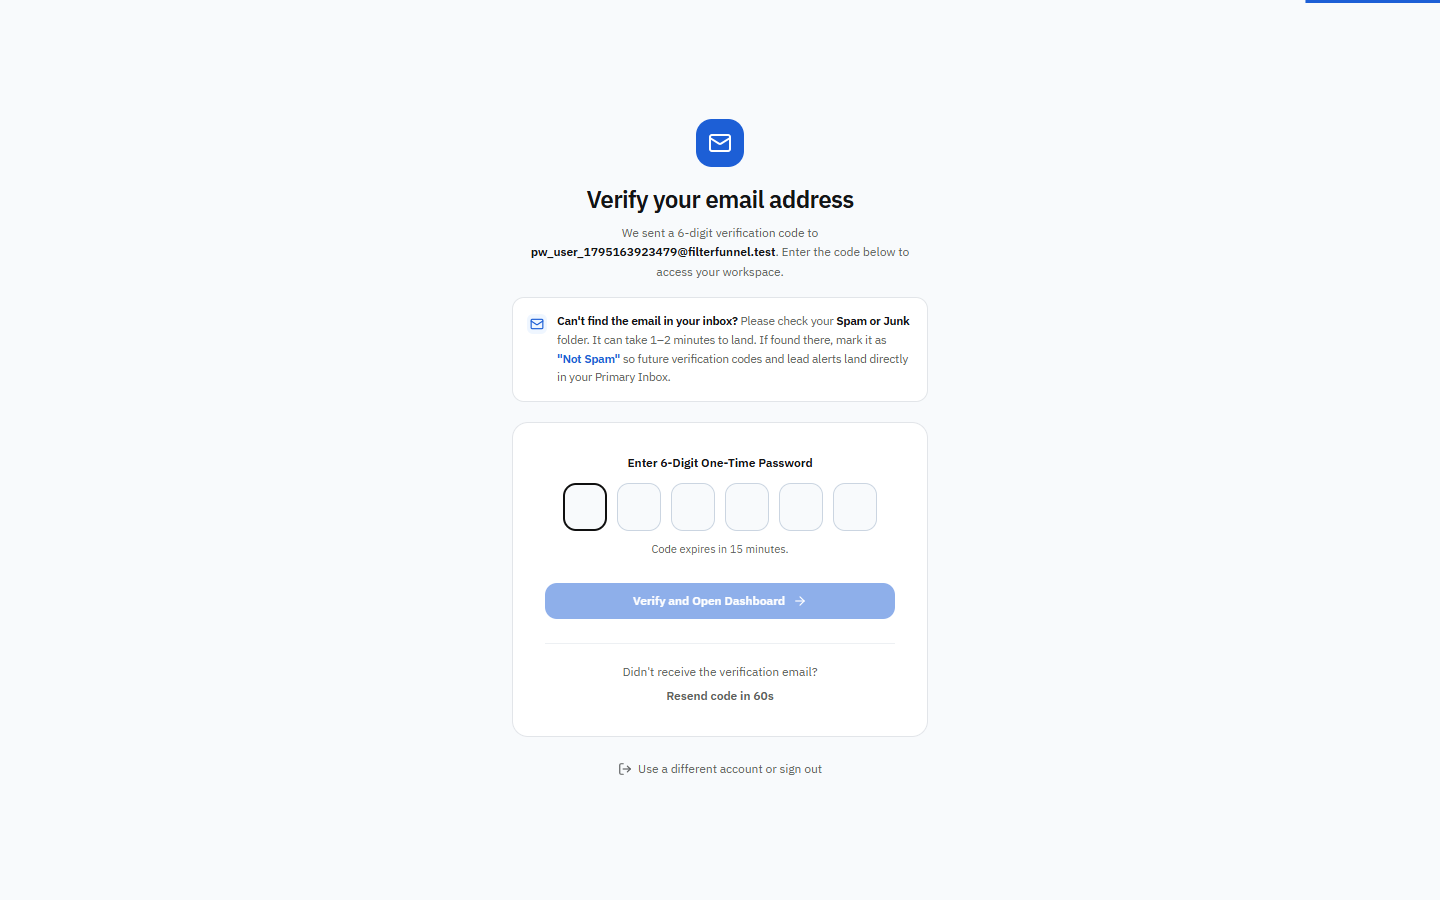 Verify your email address
We sent a 6-digit verification code to
pw_user_1795163923479@filterfunnel.test. Enter the code below to
access your workspace.
Can't find the email in your inbox? Please check your Spam or Junk
folder. It can take 1–2 minutes to land. If found there, mark it as
"Not Spam" so future verification codes and lead alerts land directly
in your Primary Inbox.
Enter 6-Digit One-Time Password
Code expires in 15 minutes.
Verify and Open Dashboard
Didn't receive the verification email?
Resend code in 60s
Use a different account or sign out